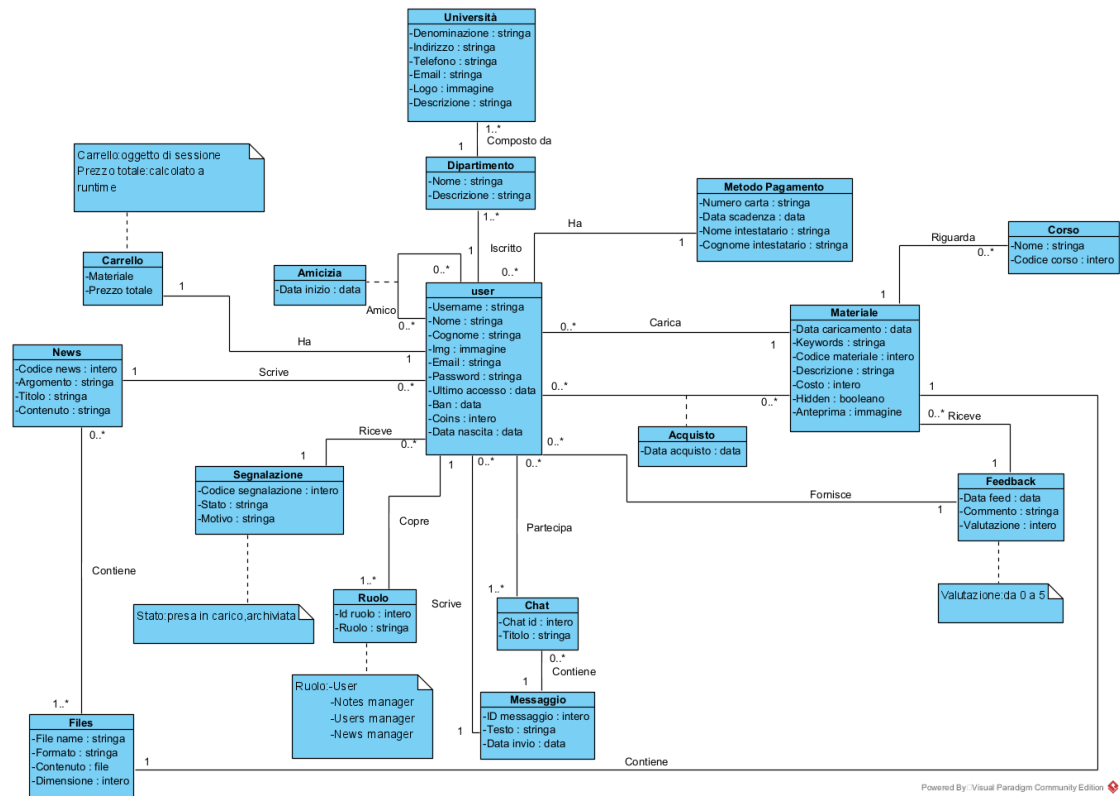 Università
-Denominazione : stringa
-Indirizzo : stringa
-Telefono : stringa
-Email : stringa
-Logo : immagine
-Descrizione : stringa
1..*
Composto da
1
Dipartimento
-Nome : stringa
-Descrizione : stringa
1..*
1
Iscritto
0..*
0..*
Carrello:oggetto di sessione
Prezzo totale:calcolato a
runtime
Metodo Pagamento
-Numero carta : stringa
-Data scadenza : data
-Nome intestatario : stringa
-Cognome intestatario : stringa
Ha
1
Corso
-Nome : stringa
-Codice corso : intero
Riguarda
0..*
1
Carrello
-Materiale
-Prezzo totale
1
Ha
1
Amicizia
-Data inizio : data
Amico
0..*
user
-Username : stringa
-Nome : stringa
-Cognome : stringa
-Img : immagine
-Email : stringa
-Password : stringa
-Ultimo accesso : data
-Ban : data
-Coins : intero
-Data nascita : data
0..*
Carica
1
Materiale
-Data caricamento : data
-Keywords : stringa
-Codice materiale : intero
-Descrizione : stringa
-Costo : intero
-Hidden : booleano
-Anteprima : immagine
News
-Codice news : intero
-Argomento : stringa
-Titolo : stringa
-Contenuto : stringa
1
Scrive
0..*
0..*
0..*
0..*
1
Acquisto
-Data acquisto : data
0..*
Riceve
1
Riceve
0..*
1
Segnalazione
-Codice segnalazione : intero
-Stato : stringa
-Motivo : stringa
Feedback
-Data feed : data
-Commento : stringa
-Valutazione : intero
0..*
Fornisce
1
1
0..*
0..*
Copre
Partecipa
Contiene
1..*
1..*
Stato:presa in carico,archiviata
Valutazione:da 0 a 5
Ruolo
-Id ruolo : intero
-Ruolo : stringa
Scrive
Chat
-Chat id : intero
-Titolo : stringa
0..*
Contiene
1
Ruolo:-User
-Notes manager
-Users manager
-News manager
Messaggio
-ID messaggio : intero
-Testo : stringa
-Data invio : data
1
1..*
Files
-File name : stringa
-Formato : stringa
-Contenuto : file
-Dimensione : intero
1
Contiene
Powered By Visual Paradigm Community Edition